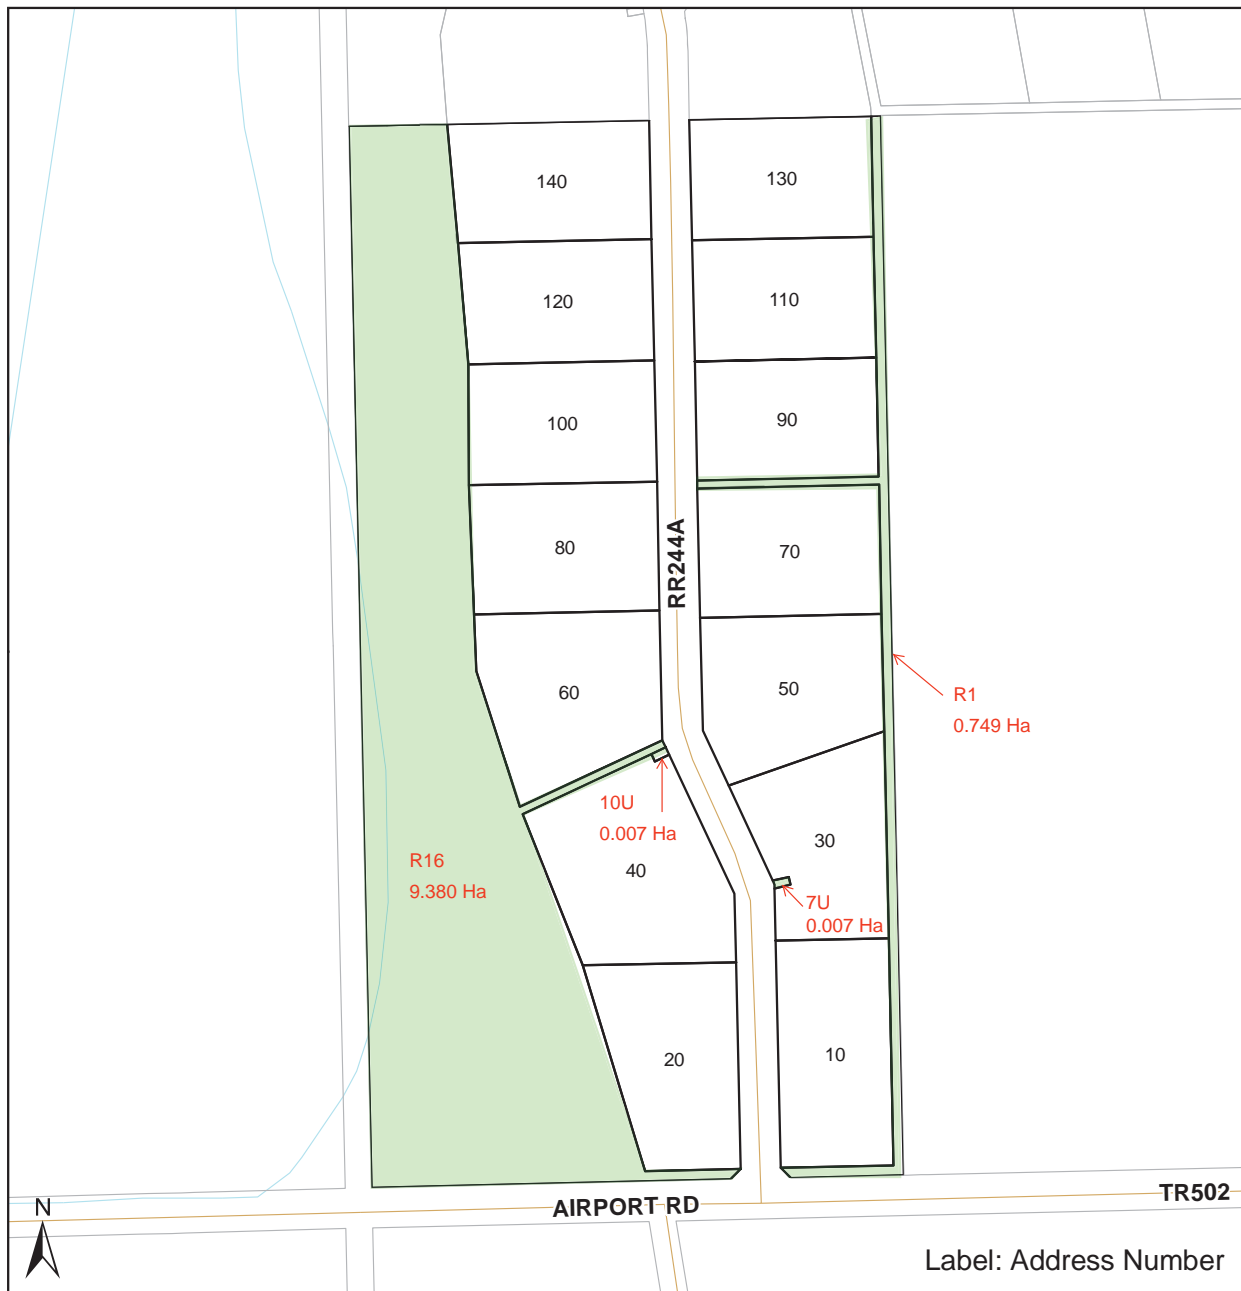 140
130
120
110
100
90
80
70
RR244A
60
50
R1
0.749 Ha
10U
0.007 Ha
30
R16
9.380 Ha
40
7U
0.007 Ha
20
10
TR502
AIRPORT RD
N
Label: Address Number